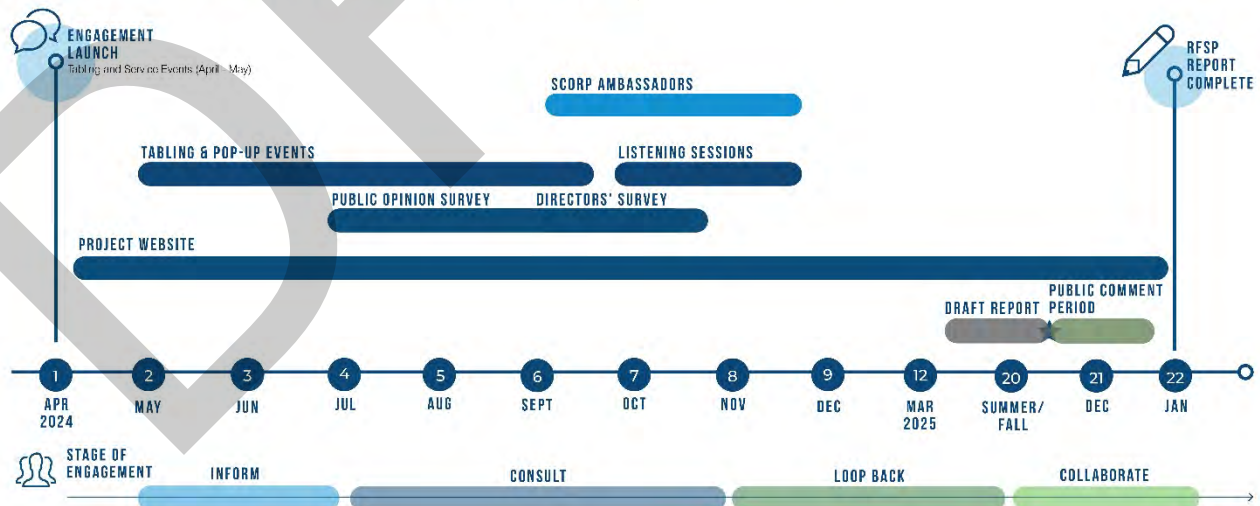 ENGAGEMENT
LAUNCH
Tabling and Service Events (April - May)
RFSP
REPORT
COMPLETE
SCORP AMBASSADORS
TABLING & POP-UP EVENTS
LISTENING SESSIONS
PUBLIC OPINION SURVEY
DIRECTORS' SURVEY
PROJECT WEBSITE
DRAFT REPORT
PUBLIC COMMENT
PERIOD
1
2
3
4
5
6
7
8
9
12
20
21
22
APR
2024
MAY
JUN
JUL
AUG
SEPT
OCT
NOV
DEC
MAR
2025
SUMMER/
FALL
DEC
JAN
STAGE OF
ENGAGEMENT
INFORM
CONSULT
LOOP BACK
COLLABORATE